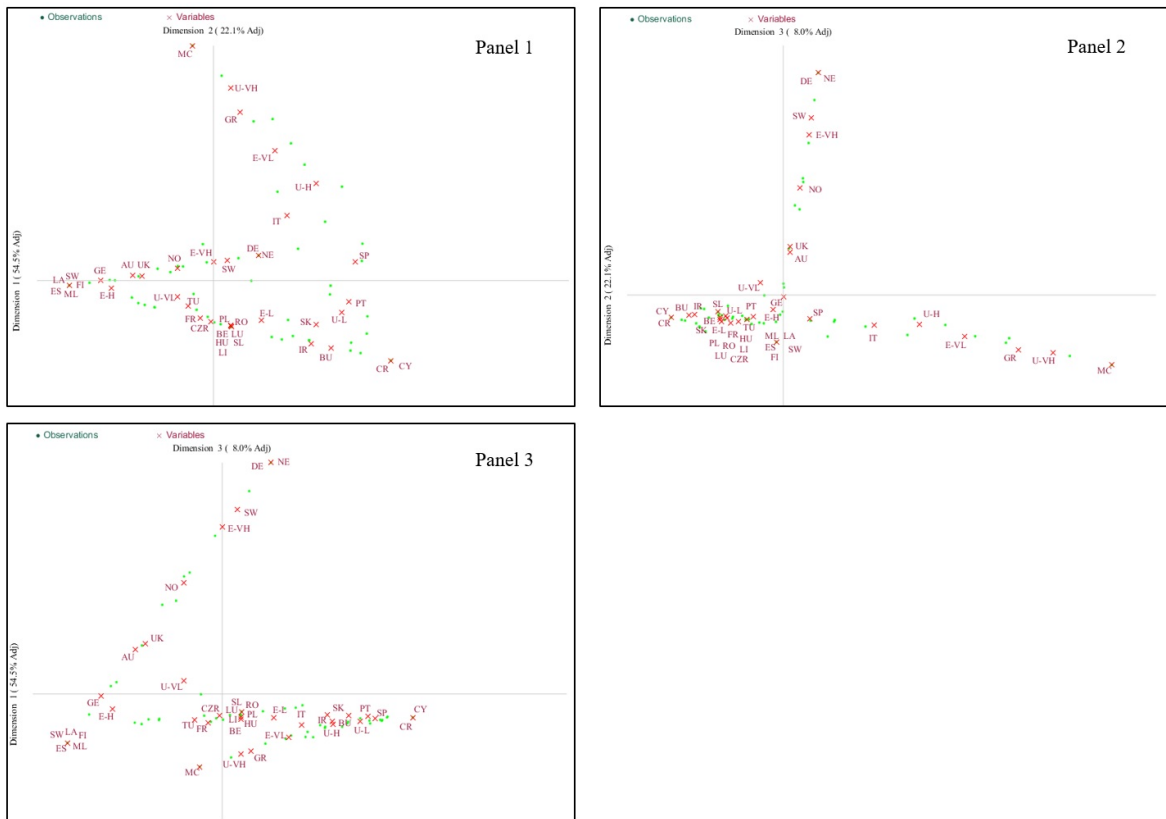 • Observations × Variables
Dimension 2 ( 22.1% Adj)
Panel 1
MC
U-VH
GR
E-VL
U-H
IT
DE NE SP
NO E-VH SW
LA SW GE AU UK
FI
ES ML E-H
U-VL TU PT
U-L
FR PL RO E-L SK
CZR BE LU
HU SL IR BU
LI
CR CY
Dimension 1 ( 54.5% Adj)
• Observations × Variables
Dimension 3 ( 8.0% Adj)
Panel 2
DE NE
SW
E-VH
NO
UK
AU
U-VL
GE
CY BU IR SL U-L PT SP U-H
CR BE E-H
SK E-L FR TU IT
PL RO HU ML LA E-VL
LU LI ES SW
CZR FI GR U-VH
MC
Dimension 2 ( 22.1% Adj)
• Observations × Variables
Dimension 3 ( 8.0% Adj)
Panel 3
DE NE
SW
E-VH
NO
UK
AU
U-VL
GE
E-H
SL RO
CZR LU PL E-L IT SK PT SP CY
TU FR LI HU IR BU U-L CR
BE E-VL U-H
SW LA FI
ES ML
U-VH GR
MC
Dimension 1 ( 54.5% Adj)